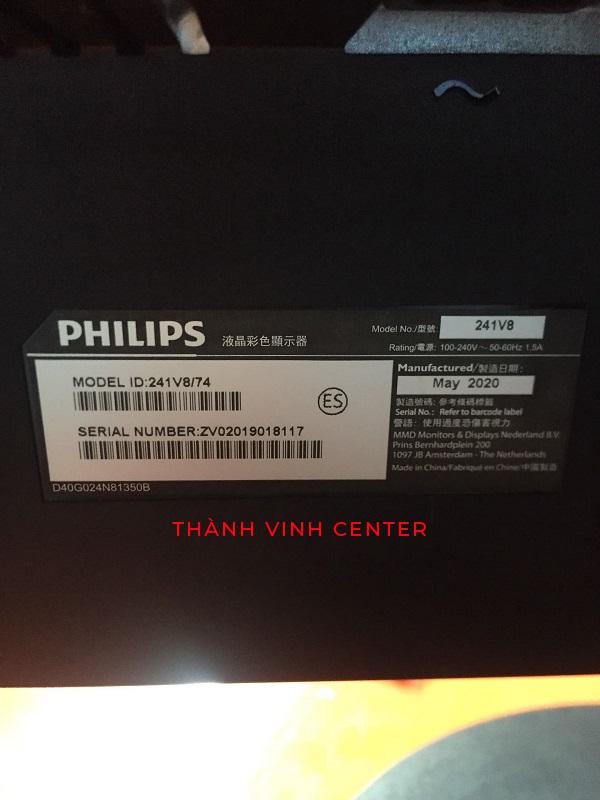 PHILIPS 液晶彩色顯示器
Model No./型號: 241V8
Rating/電源: 100-240V～ 50-60Hz 1.5A
MODEL ID:241V8/74
ES
SERIAL NUMBER:ZV02019018117
D40G024N81350B
Manufactured/製造日期:
May 2020
製造號碼: 參考條碼標籤
Serial No.: Refer to barcode label
警語: 使用過度恐傷害視力
MMD Monitors & Displays Nederland B.V.
Prins Bernhardplein 200
1097 JB Amsterdam - The Netherlands
Made in China/Fabriqué en Chine/中國製造
THÀNH VINH CENTER